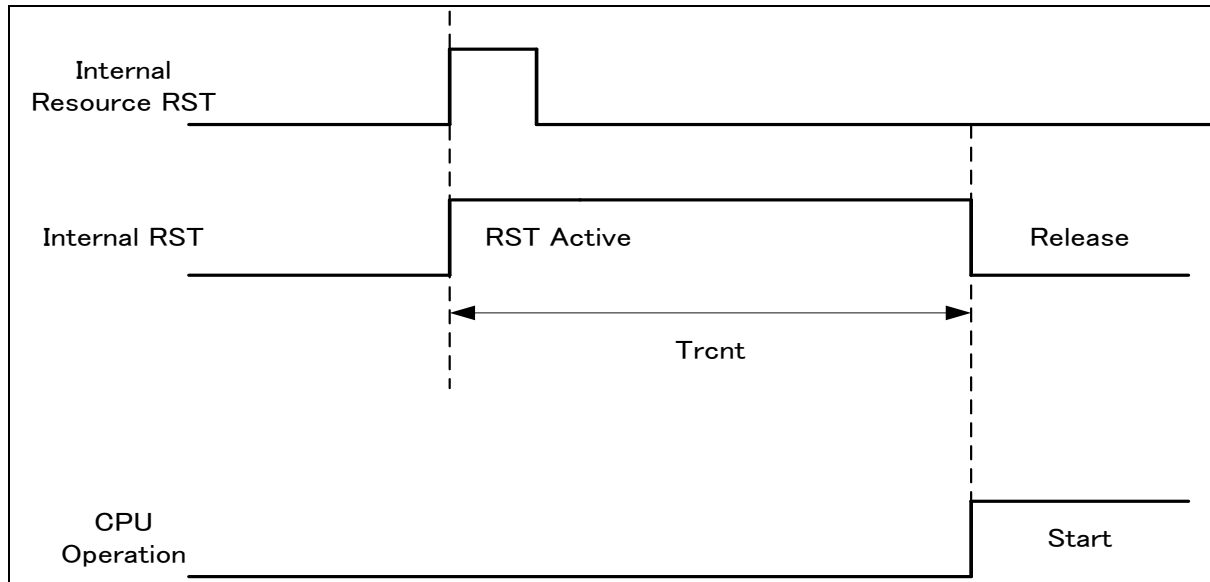 Internal
Resource RST
Internal RST
RST Active
Release
Trcnt
CPU
Operation
Start